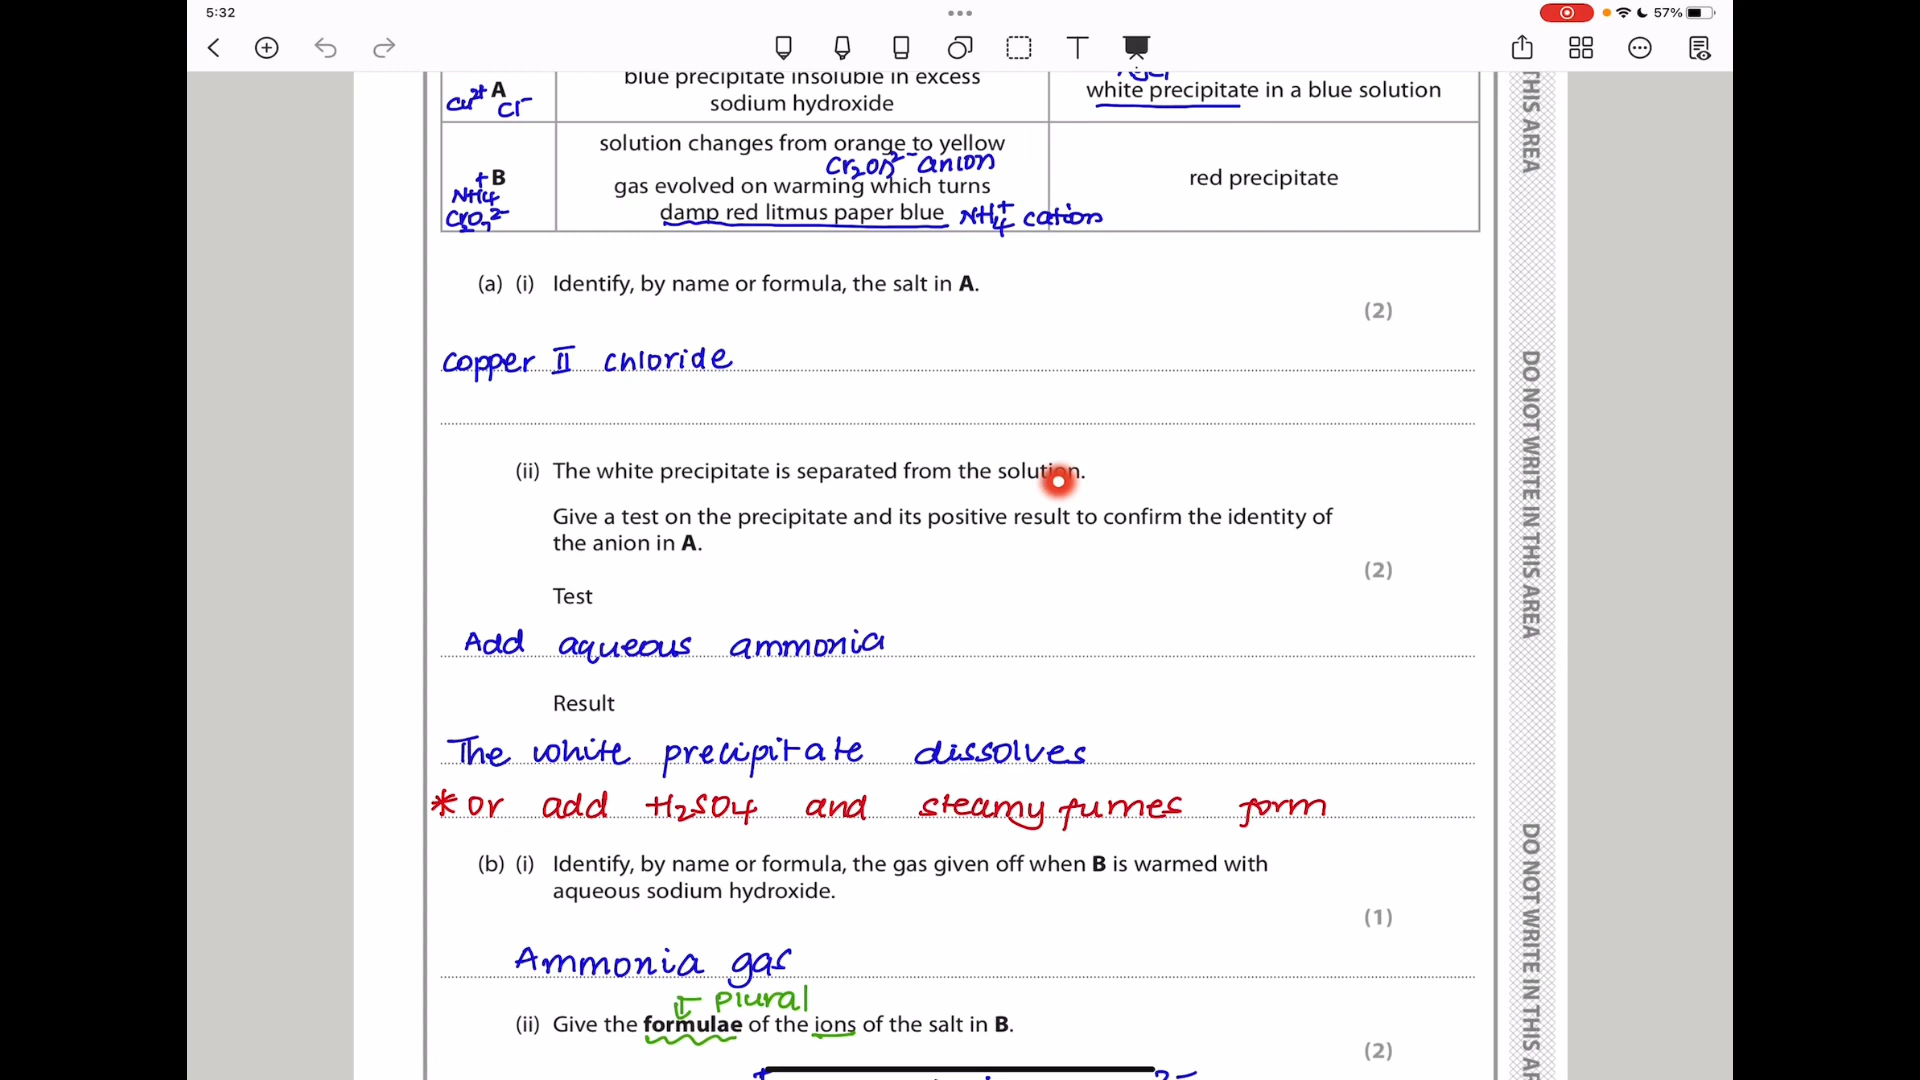 5:32
57%
blue precipitate insoluble in excess
sodium hydroxide
A
Cu²⁺ Cl⁻
white precipitate in a blue solution
solution changes from orange to yellow
Cr₂O₇²⁻ anion
B
NH₄⁺
Cr₂O₇²⁻
gas evolved on warming which turns
damp red litmus paper blue NH₄⁺ cation
red precipitate
(a) (i) Identify, by name or formula, the salt in A.
(2)
copper II chloride
(ii) The white precipitate is separated from the solution.
Give a test on the precipitate and its positive result to confirm the identity of
the anion in A.
(2)
Test
Add aqueous ammonia
Result
The white precipitate dissolves
* or add H₂SO₄ and steamy fumes form
(b) (i) Identify, by name or formula, the gas given off when B is warmed with
aqueous sodium hydroxide.
(1)
Ammonia gas
plural
(ii) Give the formulae of the ions of the salt in B.
(2)
THIS AREA
DO NOT WRITE IN THIS AREA
DO NOT WRITE IN THIS AR